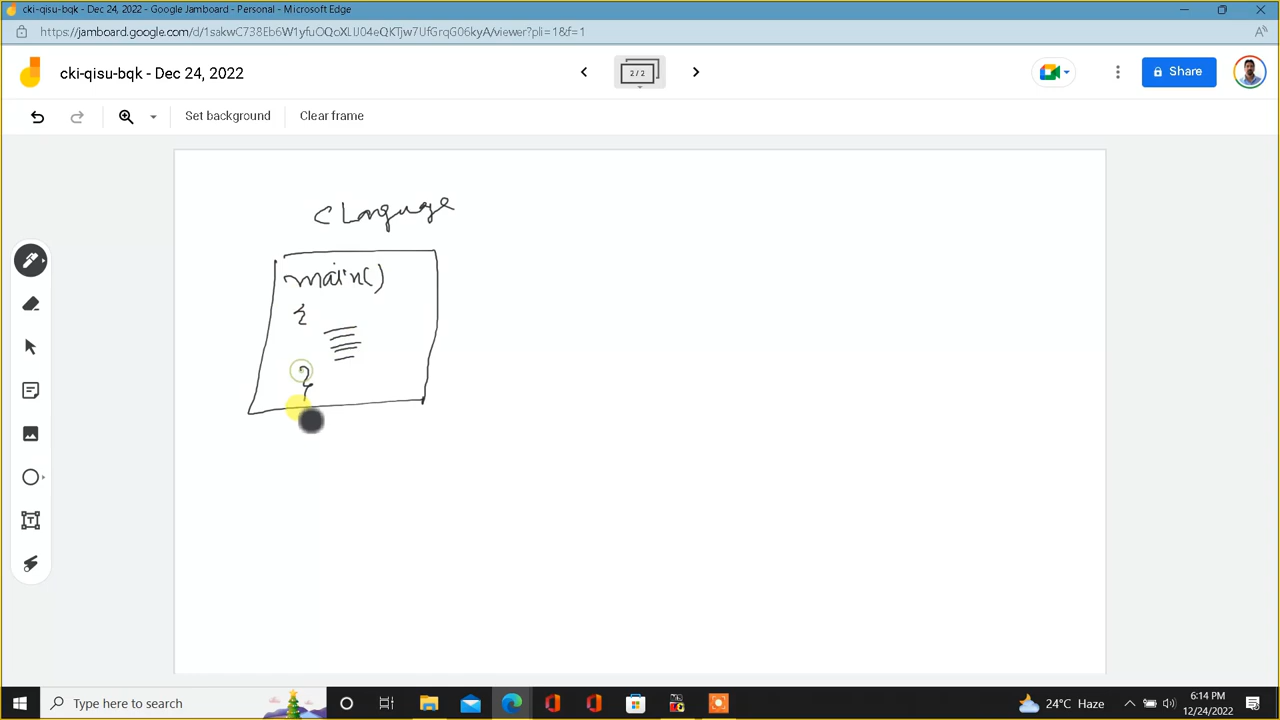 cki-qisu-bqk - Dec 24, 2022 - Google Jamboard - Personal - Microsoft Edge
https://jamboard.google.com/d/1sakwC738Eb6W1yfuOQoXLIJ04eQKTjw7UfGrqG06kyA/viewer?pli=1&f=1
cki-qisu-bqk - Dec 24, 2022
2 / 2
Share
Set background
Clear frame
C Language
main()
{
}
Type here to search
24°C Haze
6:14 PM
12/24/2022